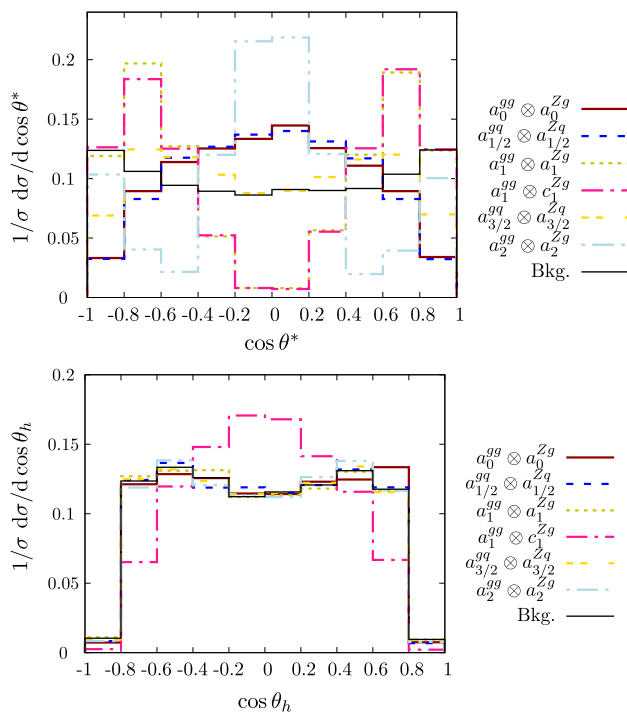 0.2
0.15
0.1
0.05
0
1/σ dσ/d cos θ*
-1 -0.8 -0.6 -0.4 -0.2 0 0.2 0.4 0.6 0.8 1
cos θ*
a_0^{gg} ⊗ a_0^{Zg}
a_{1/2}^{gq} ⊗ a_{1/2}^{Zq}
a_1^{gg} ⊗ a_1^{Zg}
a_1^{gg} ⊗ c_1^{Zg}
a_{3/2}^{gq} ⊗ a_{3/2}^{Zq}
a_2^{gg} ⊗ a_2^{Zg}
Bkg.
0.2
0.15
0.1
0.05
0
1/σ dσ/d cos θ_h
-1 -0.8 -0.6 -0.4 -0.2 0 0.2 0.4 0.6 0.8 1
cos θ_h
a_0^{gg} ⊗ a_0^{Zg}
a_{1/2}^{gq} ⊗ a_{1/2}^{Zq}
a_1^{gg} ⊗ a_1^{Zg}
a_1^{gg} ⊗ c_1^{Zg}
a_{3/2}^{gq} ⊗ a_{3/2}^{Zq}
a_2^{gg} ⊗ a_2^{Zg}
Bkg.